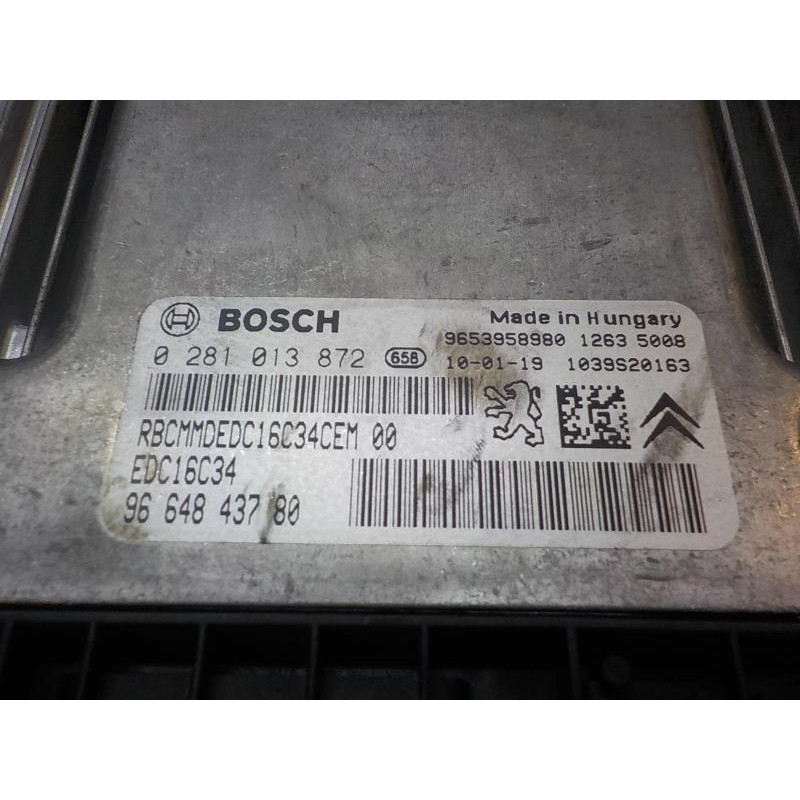 BOSCH
Made in Hungary
9653958980 1263 5008
0 281 013 872 658
10-01-19 1039S20163
RBCMMDEDC16C34CEM 00
EDC16C34
96 648 437 80